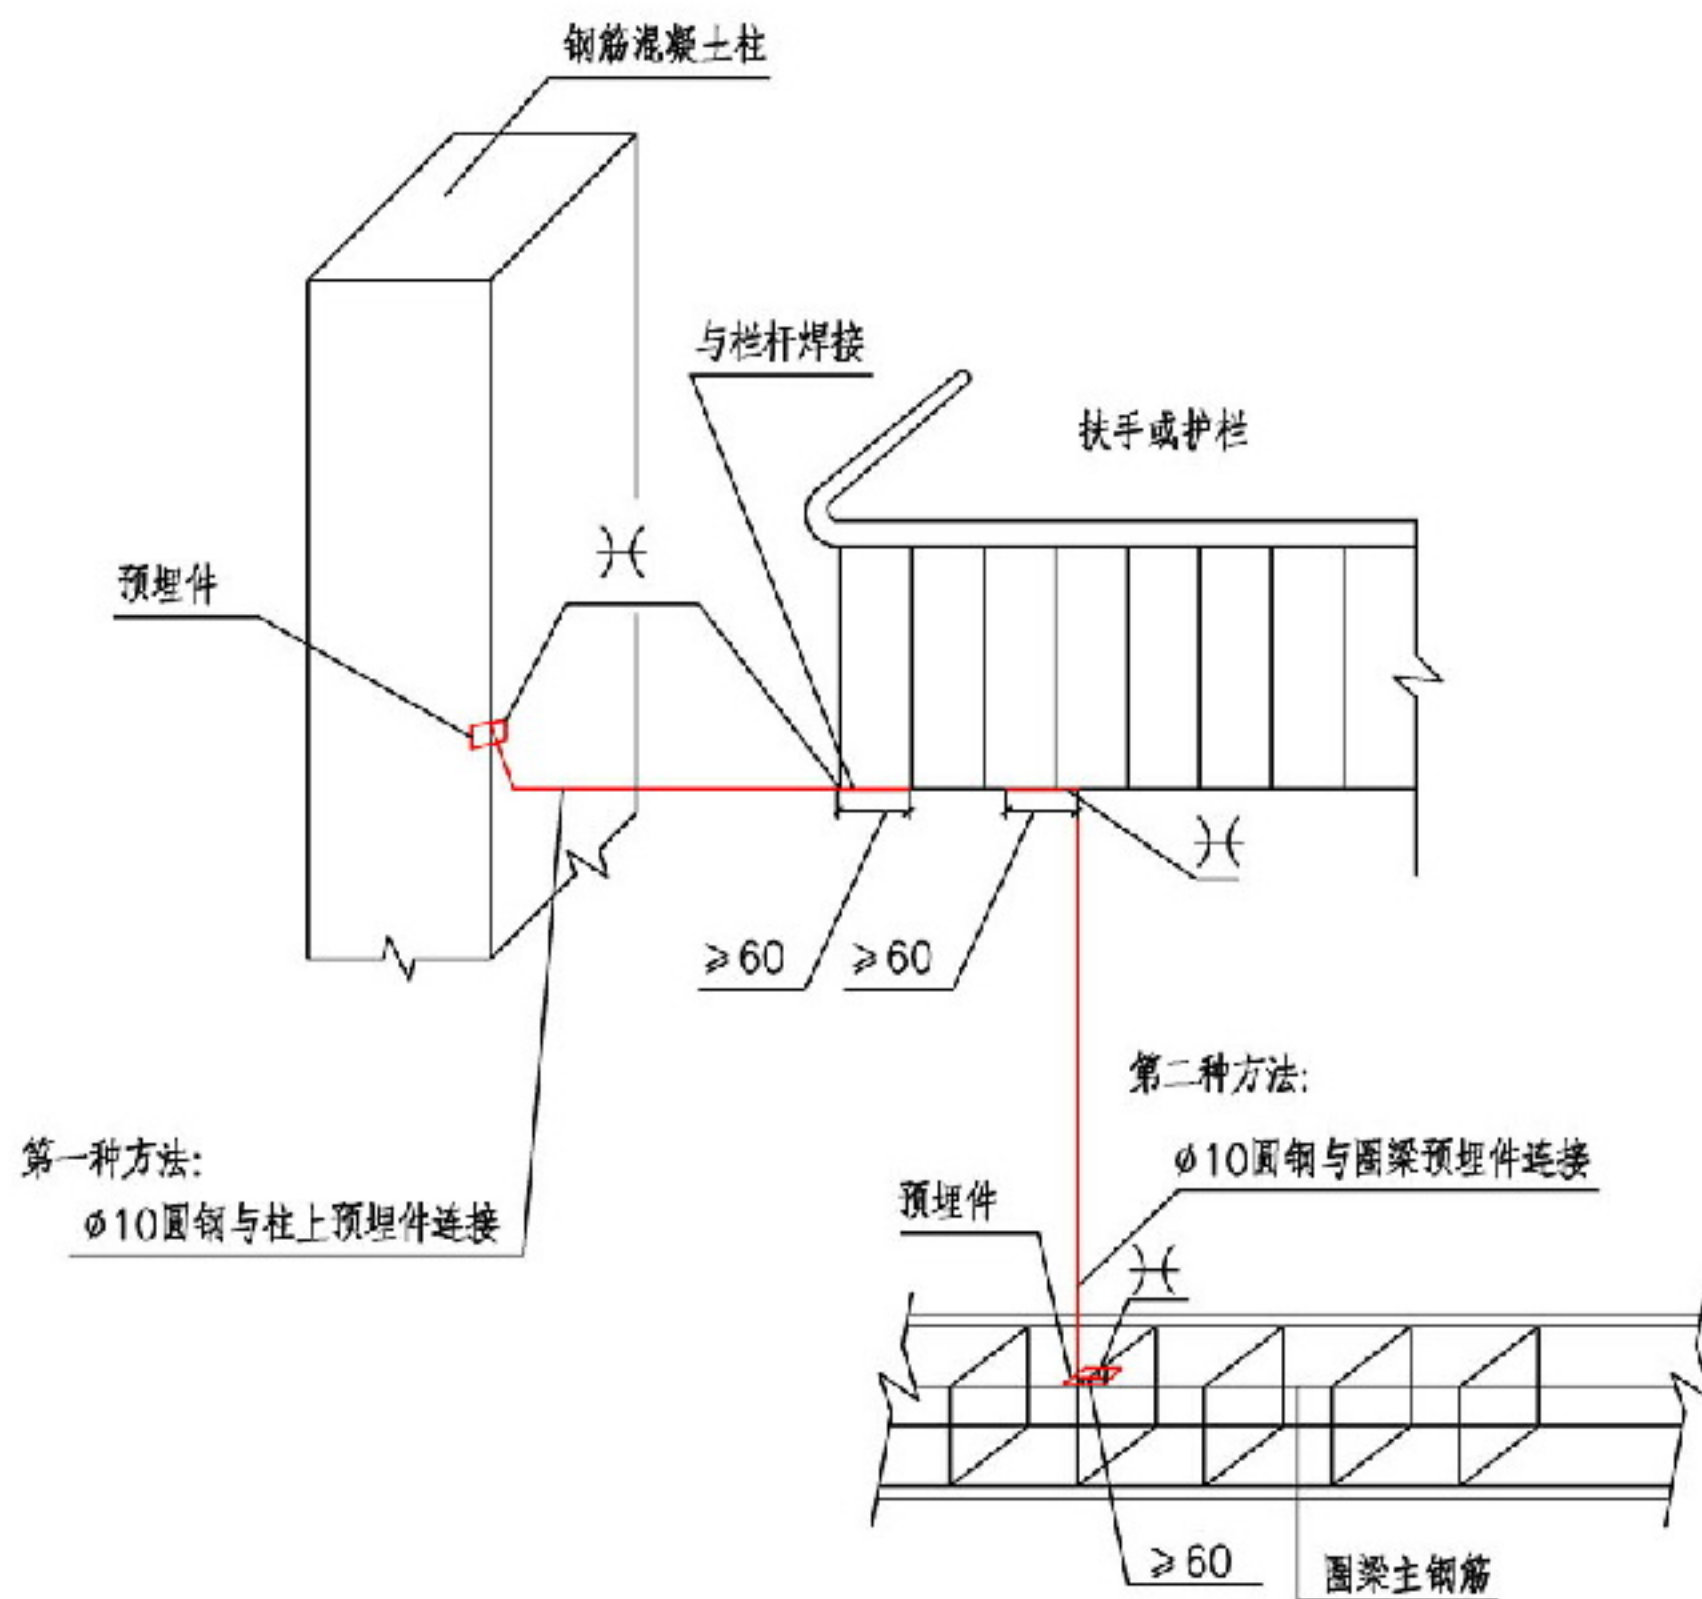 钢筋混凝土柱
与栏杆焊接
扶手或护栏
预埋件
≥60
≥60
第二种方法:
第一种方法:
ϕ10圆钢与圈梁预埋件连接
预埋件
ϕ10圆钢与柱上预埋件连接
≥60
圈梁主钢筋